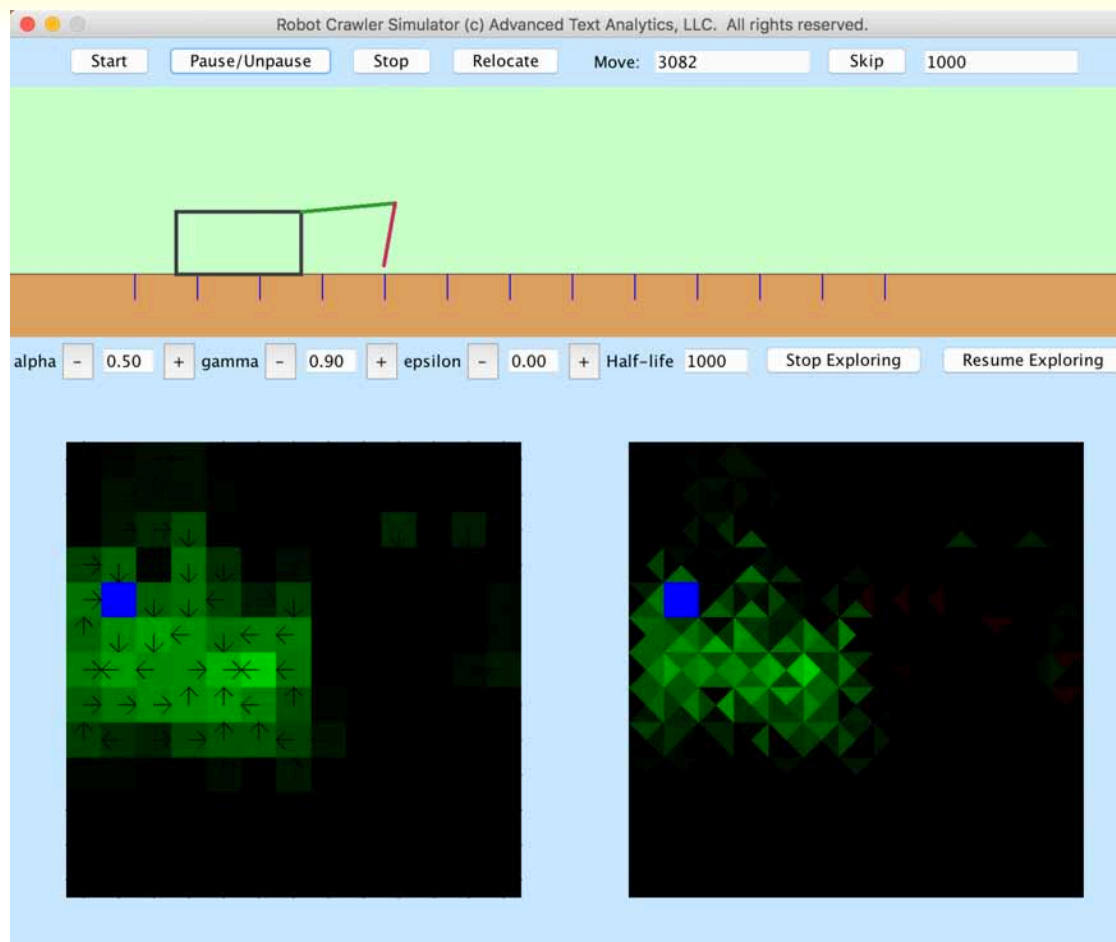 Robot Crawler Simulator (c) Advanced Text Analytics, LLC.  All rights reserved.
Start Pause/Unpause Stop Relocate Move: 3082 Skip 1000
alpha - 0.50 + gamma - 0.90 + epsilon - 0.00 + Half-life 1000 Stop Exploring Resume Exploring